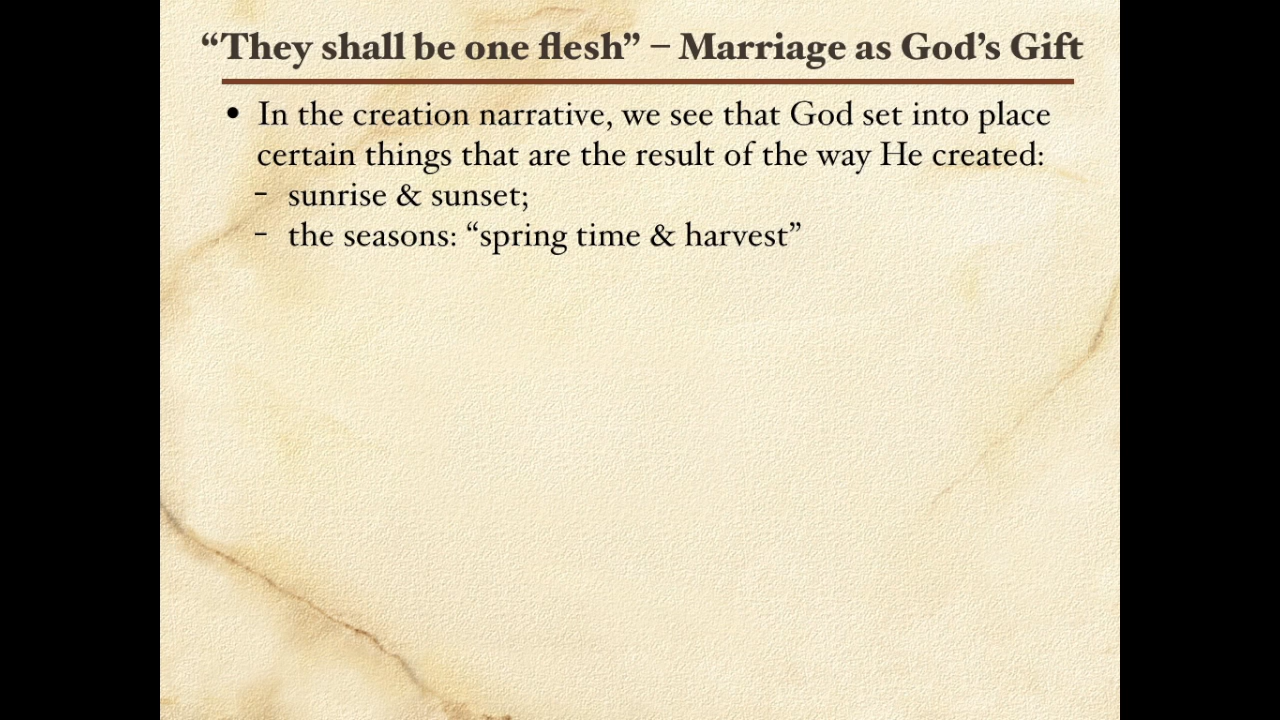 “They shall be one flesh” – Marriage as God’s Gift
• In the creation narrative, we see that God set into place
certain things that are the result of the way He created:
– sunrise & sunset;
– the seasons: “spring time & harvest”